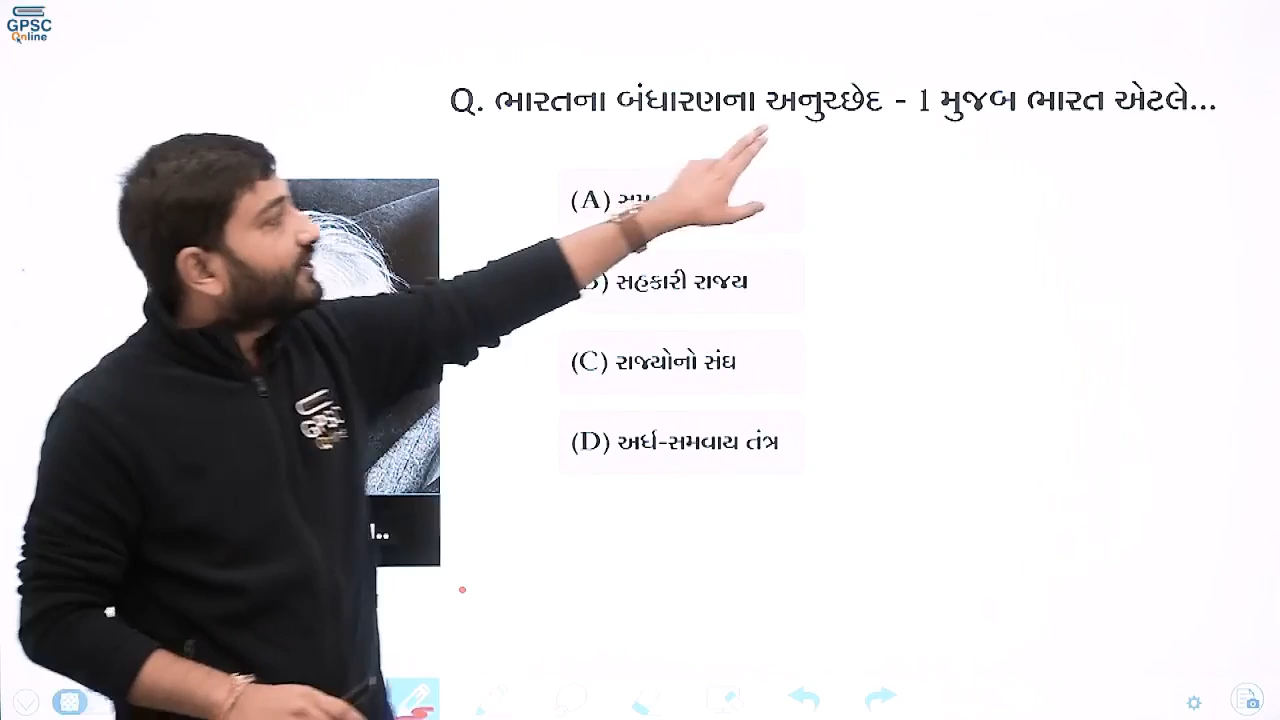 GPSC
Online
Q. ભારતના બંધારણના અનુચ્છેદ - 1 મુજબ ભારત એટલે...
(A)
સહકારી રાજ્ય
(C) રાજ્યોનો સંઘ
(D) અર્ધ-સમવાય તંત્ર